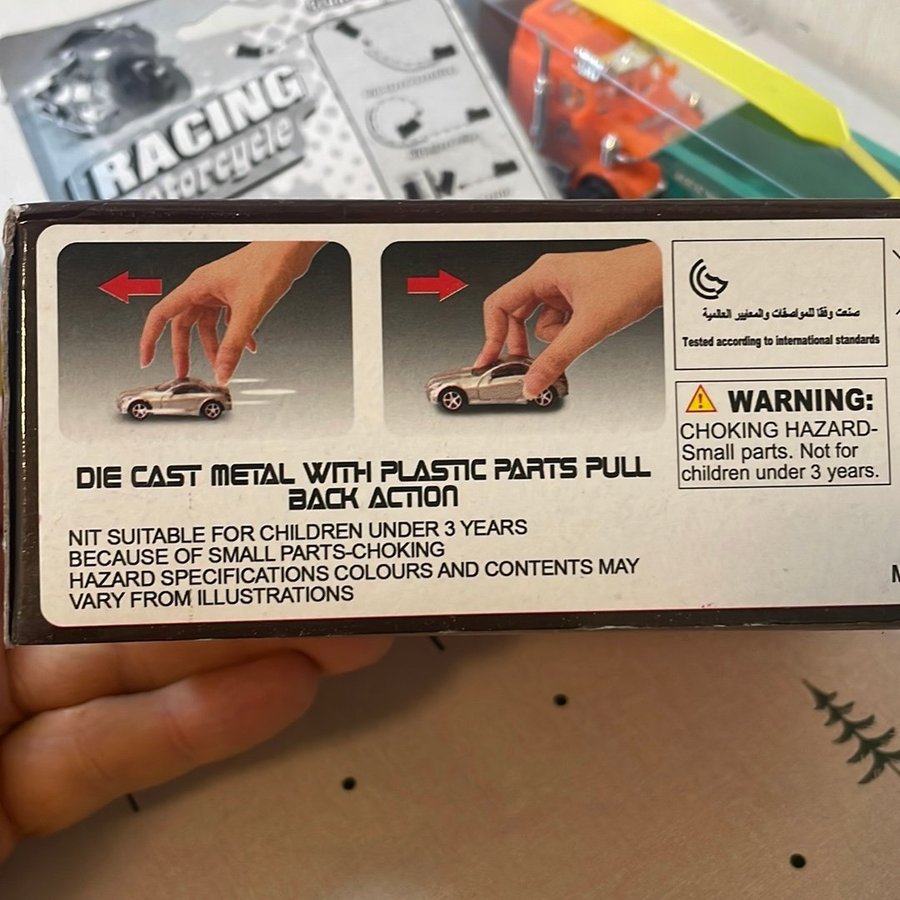 RACING
Motorcycle
صنعت وفقا للمواصفات والمعايير العالمية
Tested according to international standards
WARNING:
CHOKING HAZARD-
Small parts. Not for
children under 3 years.
DIE CAST METAL WITH PLASTIC PARTS PULL
BACK ACTION
NIT SUITABLE FOR CHILDREN UNDER 3 YEARS
BECAUSE OF SMALL PARTS-CHOKING
HAZARD SPECIFICATIONS COLOURS AND CONTENTS MAY
VARY FROM ILLUSTRATIONS